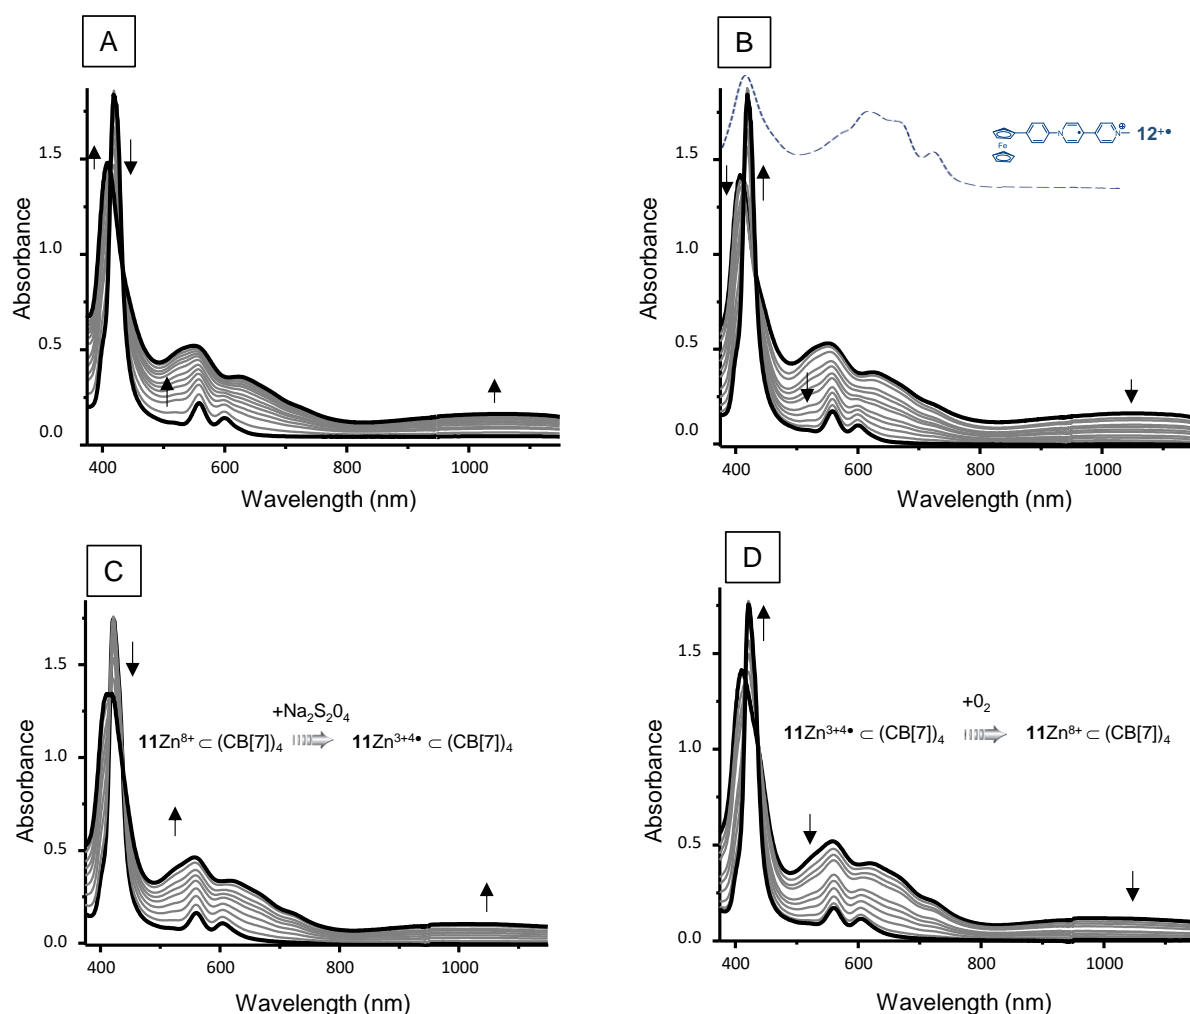 A
Absorbance
1.5
1.0
0.5
0.0
400 600 800 1000
Wavelength (nm)
B
Absorbance
1.5
1.0
0.5
0.0
Fe
N
N
⊕
12+•
400 600 800 1000
Wavelength (nm)
C
Absorbance
1.5
1.0
0.5
0.0
+Na2S204
11Zn8+ ⊂ (CB[7])4 11Zn3+4• ⊂ (CB[7])4
400 600 800 1000
Wavelength (nm)
D
Absorbance
1.5
1.0
0.5
0.0
+02
11Zn3+4• ⊂ (CB[7])4 11Zn8+ ⊂ (CB[7])4
400 600 800 1000
Wavelength (nm)